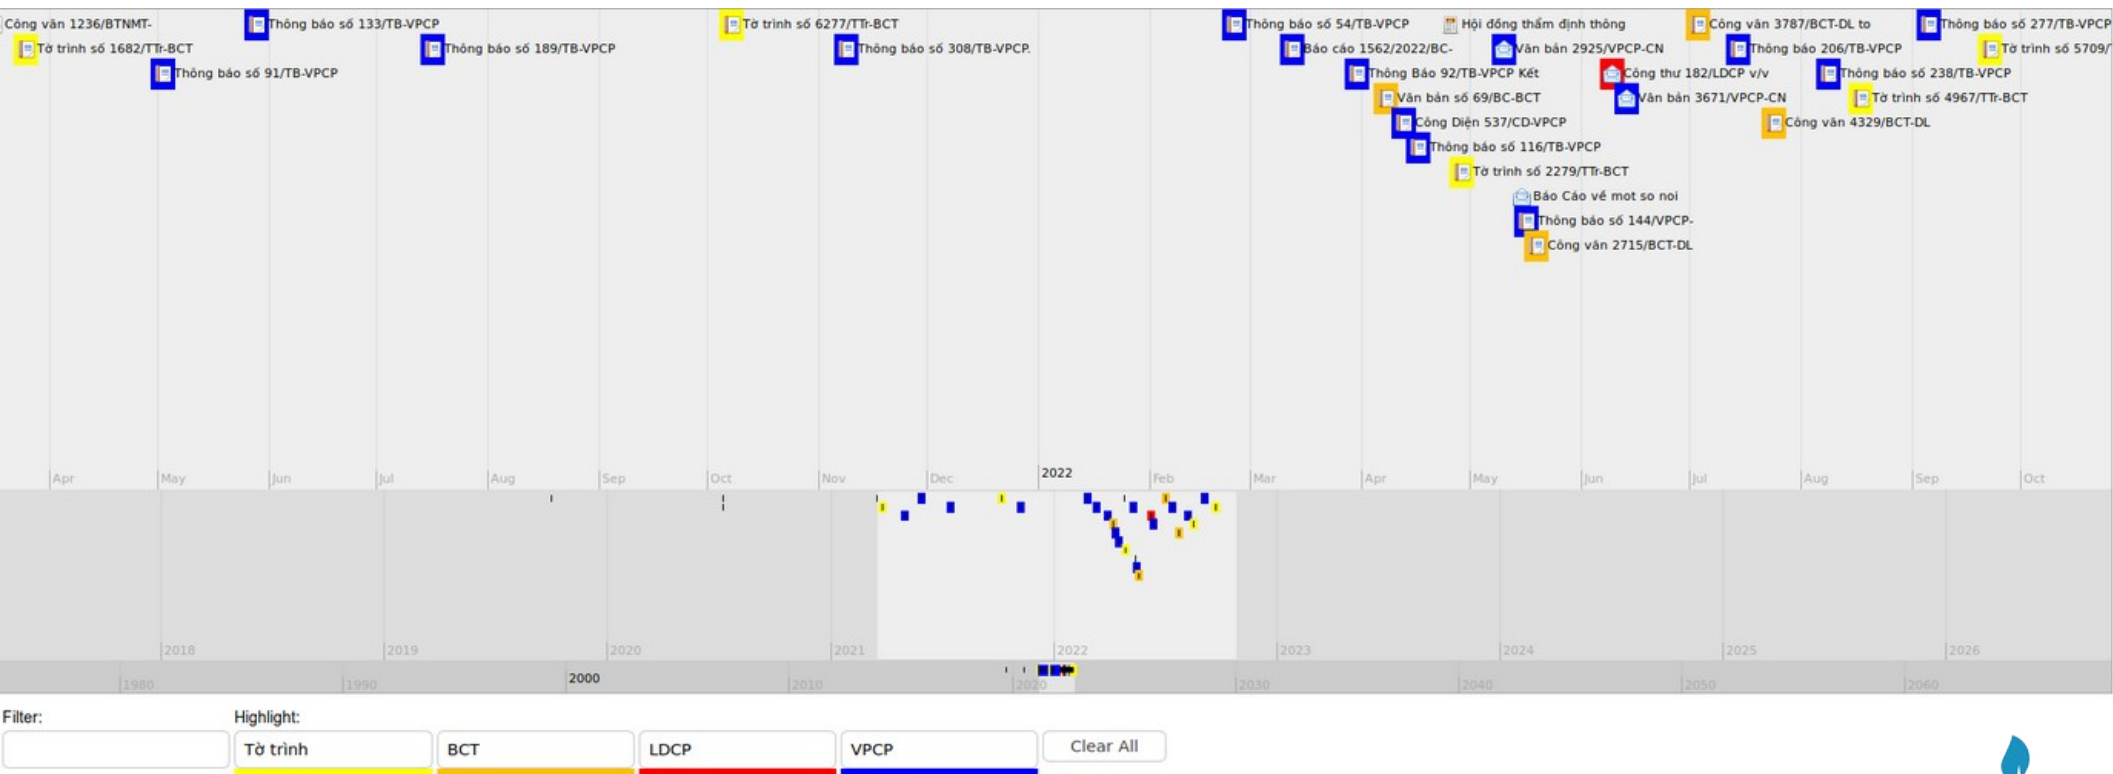 Công văn 1236/BTNMT-
Thông báo số 133/TB-VPCP
Tờ trình số 6277/TTr-BCT
Thông báo số 54/TB-VPCP
Hội đồng thẩm định thông
Công văn 3787/BCT-DL to
Thông báo số 277/TB-VPCP
Tờ trình số 1682/TTr-BCT
Thông báo số 189/TB-VPCP
Thông báo số 308/TB-VPCP.
Báo cáo 1562/2022/BC-
Văn bản 2925/VPCP-CN
Thông báo 206/TB-VPCP
Tờ trình số 5709/
Thông báo số 91/TB-VPCP
Thông Báo 92/TB-VPCP Kết
Công thư 182/LDCP v/v
Thông báo số 238/TB-VPCP
Văn bản số 69/BC-BCT
Văn bản 3671/VPCP-CN
Tờ trình số 4967/TTr-BCT
Công Diện 537/CD-VPCP
Công văn 4329/BCT-DL
Thông báo số 116/TB-VPCP
Tờ trình số 2279/TTr-BCT
Báo Cáo về mot so noi
Thông báo số 144/VPCP-
Công văn 2715/BCT-DL
Apr May Jun Jul Aug Sep Oct Nov Dec 2022 Feb Mar Apr May Jun Jul Aug Sep Oct
2018 2019 2020 2021 2022 2023 2024 2025 2026
1980 1990 2000 2010 2020 2030 2040 2050 2060
Filter: Highlight:
Tờ trình BCT LDCP VPCP Clear All